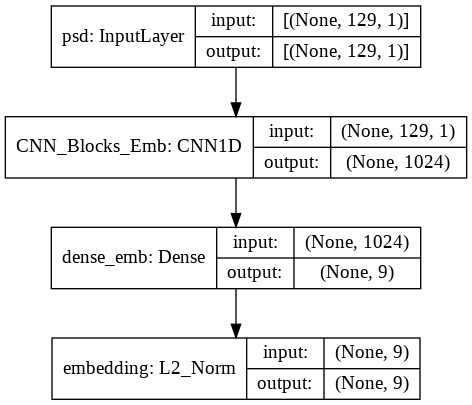 psd: InputLayer
input: [(None, 129, 1)]
output: [(None, 129, 1)]
CNN_Blocks_Emb: CNN1D
input: (None, 129, 1)
output: (None, 1024)
dense_emb: Dense
input: (None, 1024)
output: (None, 9)
embedding: L2_Norm
input: (None, 9)
output: (None, 9)